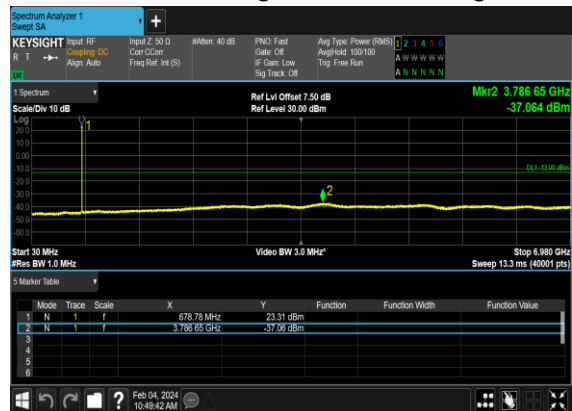 Spectrum Analyzer 1
Swept SA
+
KEYSIGHT Input: RF Input Z: 50 Ω #Atten: 40 dB PNO: Fast Avg Type: Power (RMS) 1 2 3 4 5 6
R T Coupling: DC Corr CCorr Gate: Off Avg|Hold: 100/100 A W W W W W
Align: Auto Freq Ref: Int (S) IF Gain: Low Trig: Free Run
Sig Track: Off A N N N N N
1 Spectrum Ref Lvl Offset 7.50 dB Mkr2 3.786 65 GHz
Scale/Div 10 dB Ref Level 30.00 dBm -37.064 dBm
Log
1
20.0
10.0
0.00
-10.0 DL1 -13.00 dBm
-20.0
-30.0 2
-40.0
-50.0
-60.0
Start 30 MHz Video BW 3.0 MHz* Stop 6.980 GHz
#Res BW 1.0 MHz Sweep 13.3 ms (40001 pts)
5 Marker Table
Mode Trace Scale X Y Function Function Width Function Value
1 N 1 f 678.78 MHz 23.31 dBm
2 N 1 f 3.786 65 GHz -37.06 dBm
3
4
5
6
? Feb 04, 2024
10:49:42 AM